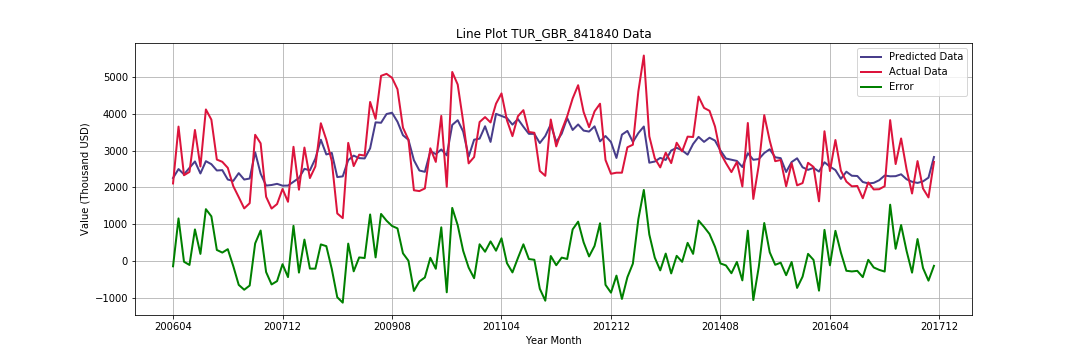 Line Plot TUR_GBR_841840 Data
Predicted Data
Actual Data
Error
5000
4000
3000
2000
1000
0
−1000
Value (Thousand USD)
200604
200712
200908
201104
201212
201408
201604
201712
Year Month